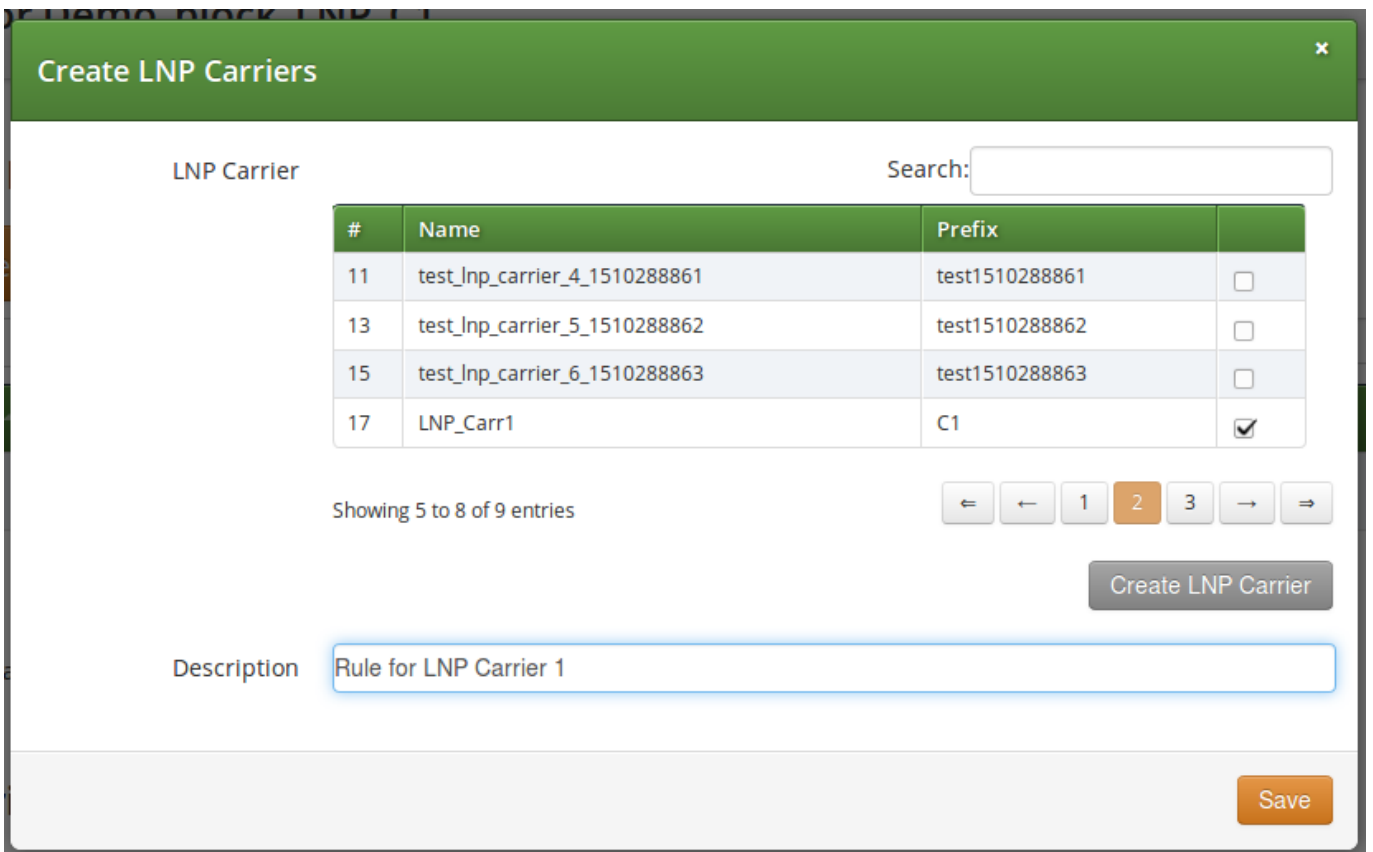 or Demo_block_LNP_C1
Create LNP Carriers
×
LNP Carrier
Search:
# Name Prefix
11 test_lnp_carrier_4_1510288861 test1510288861
13 test_lnp_carrier_5_1510288862 test1510288862
15 test_lnp_carrier_6_1510288863 test1510288863
17 LNP_Carr1 C1
Showing 5 to 8 of 9 entries
⇐ ← 1 2 3 → ⇒
Create LNP Carrier
Description Rule for LNP Carrier 1
Save